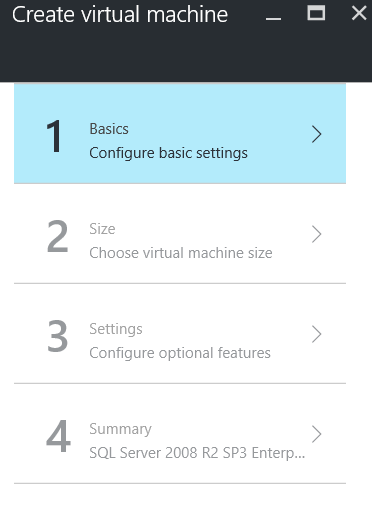 Create virtual machine
1
Basics
Configure basic settings
2
Size
Choose virtual machine size
3
Settings
Configure optional features
4
Summary
SQL Server 2008 R2 SP3 Enterp...